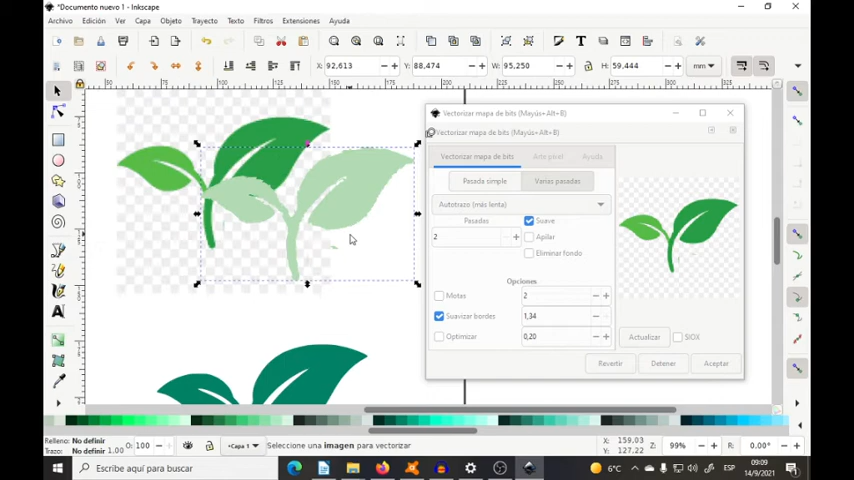 *Documento nuevo 1 - Inkscape
Archivo Edición Ver Capa Objeto Trayecto Texto Filtros Extensiones Ayuda
X: 92,613 Y: 88,474 W: 95,250 H: 59,444 mm
Vectorizar mapa de bits (Mayús+Alt+B)
Vectorizar mapa de bits (Mayús+Alt+B)
Vectorizar mapa de bits Arte píxel Ayuda
Pasada simple Varias pasadas
Autotrazo (más lenta)
Pasadas Suave
2 Apilar
Eliminar fondo
Opciones
Motas 2
Suavizar bordes 1,34
Optimizar 0,20
Actualizar SIOX
Revertir Detener Aceptar
Relleno: No definir
Trazo: No definir 1.00
O: 100
•Capa 1
Seleccione una imagen para vectorizar
X: 159,03
Y: 127,22
Z: 99% R: 0.00°
Escribe aquí para buscar
6°C ESP 09:09
14/9/2021